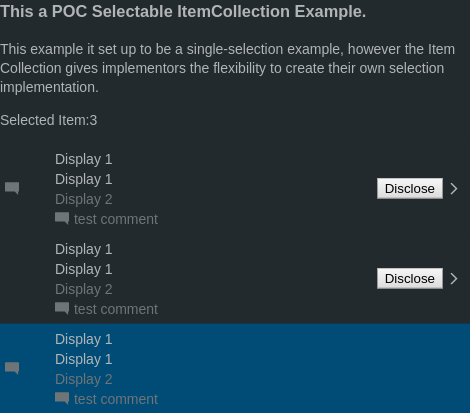 This a POC Selectable ItemCollection Example.
This example it set up to be a single-selection example, however the Item
Collection gives implementors the flexibility to create their own selection
implementation.
Selected Item:3
Display 1
Display 1
Display 2
test comment
Disclose
Display 1
Display 1
Display 2
test comment
Disclose
Display 1
Display 1
Display 2
test comment